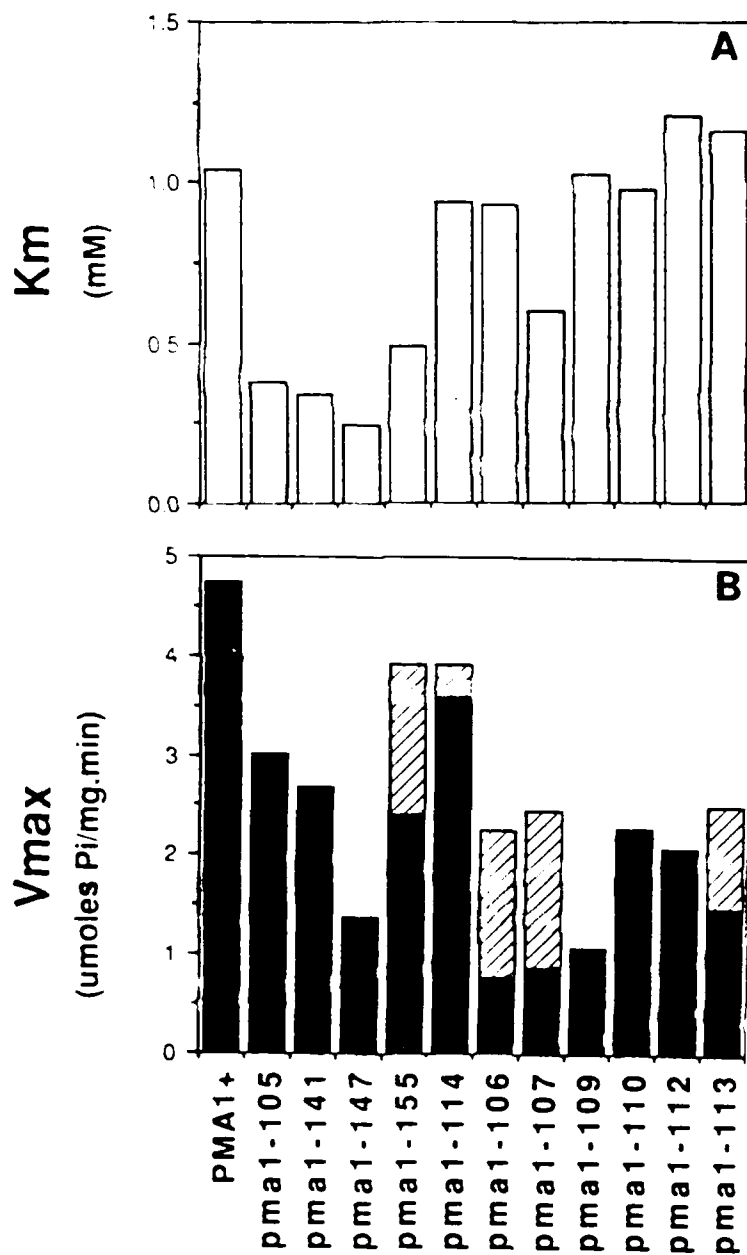 A
1.5
1.0
0.5
0.0
Km
(mM)
B
5
4
3
2
1
0
Vmax
(umoles Pi/mg.min)
PMA1+
pma1-105
pma1-141
pma1-147
pma1-155
pma1-114
pma1-106
pma1-107
pma1-109
pma1-110
pma1-112
pma1-113